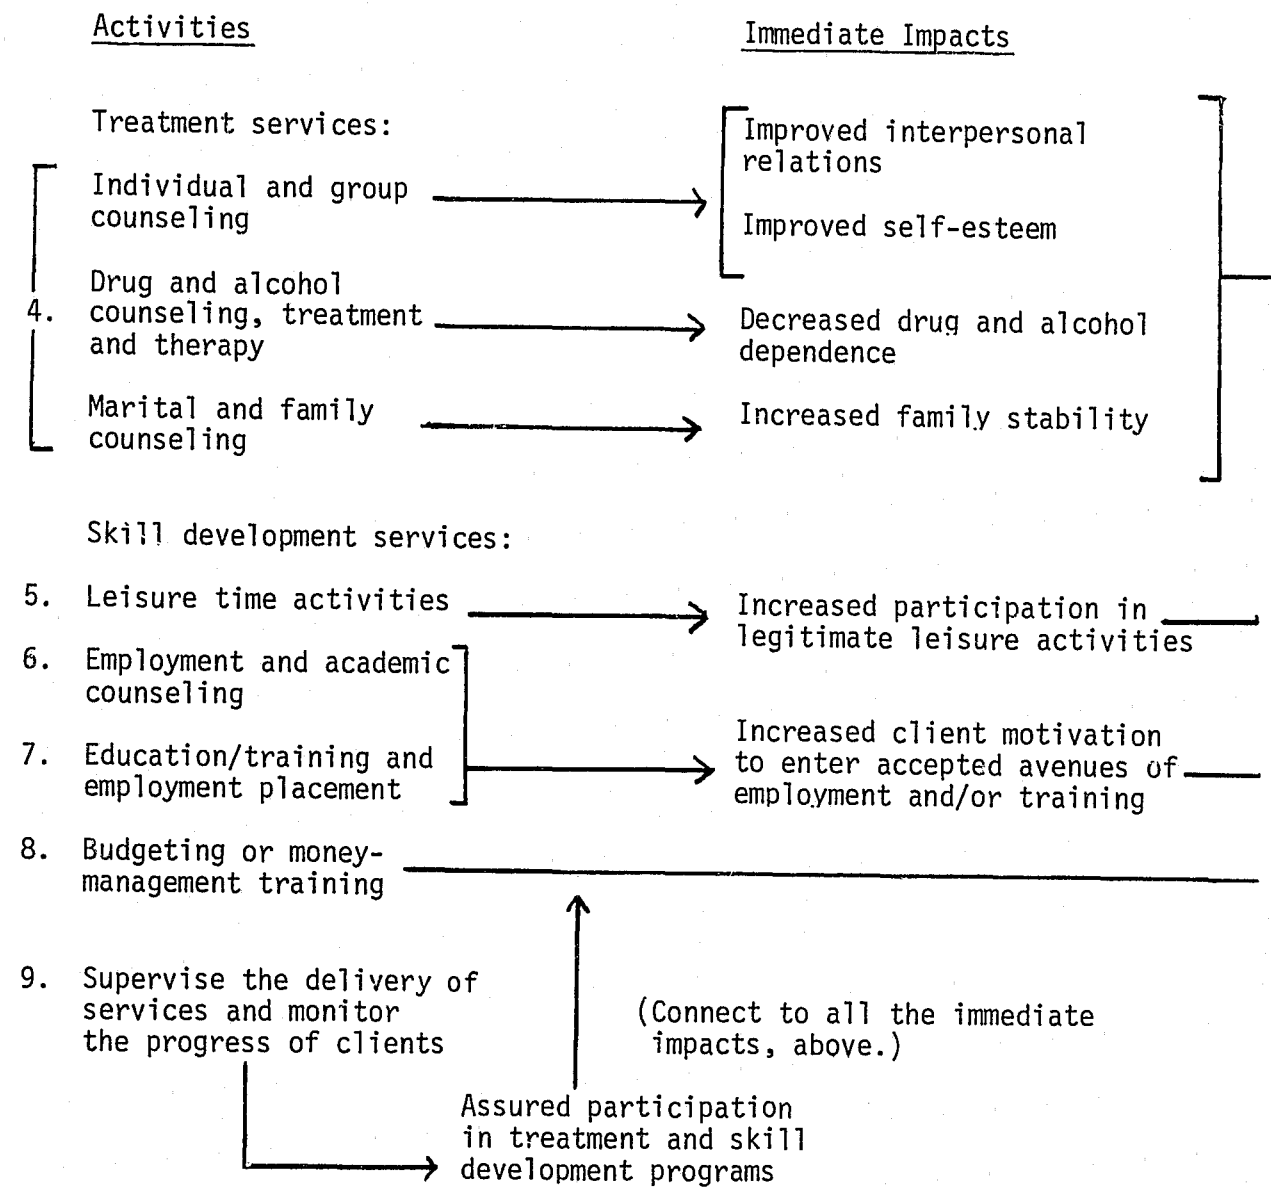 Activities
Immediate Impacts
Treatment services:
Individual and group
counseling
Improved interpersonal
relations
Improved self-esteem
4.
Drug and alcohol
counseling, treatment
and therapy
Decreased drug and alcohol
dependence
Marital and family
counseling
Increased family stability
Skill development services:
5. Leisure time activities
Increased participation in
legitimate leisure activities
6. Employment and academic
counseling
7. Education/training and
employment placement
Increased client motivation
to enter accepted avenues of
employment and/or training
8. Budgeting or money-
management training
9. Supervise the delivery of
services and monitor
the progress of clients
(Connect to all the immediate
impacts, above.)
Assured participation
in treatment and skill
development programs